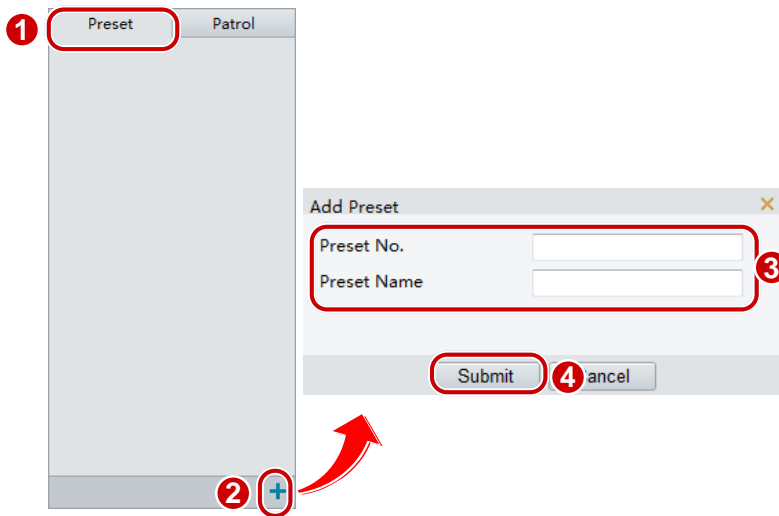 1 Preset Patrol
Add Preset
Preset No.
3
Preset Name
Submit 4 ancel
2 +